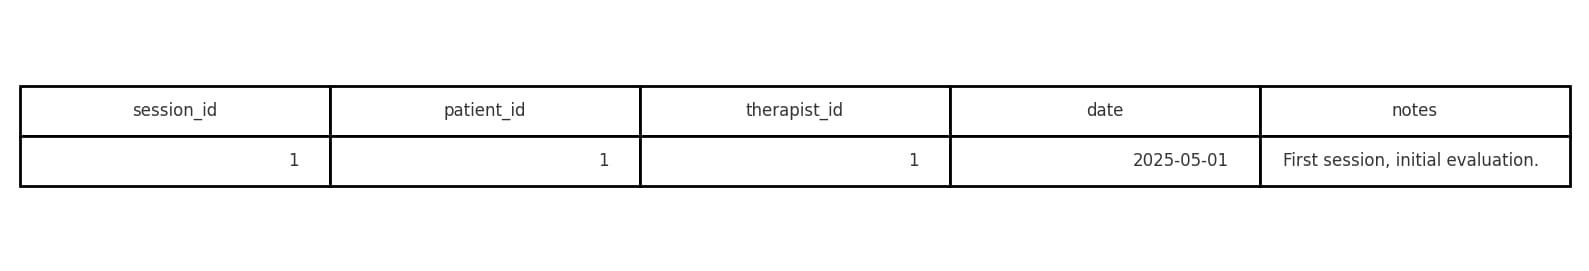 session_id patient_id therapist_id date notes
1 1 1 2025-05-01 First session, initial evaluation.